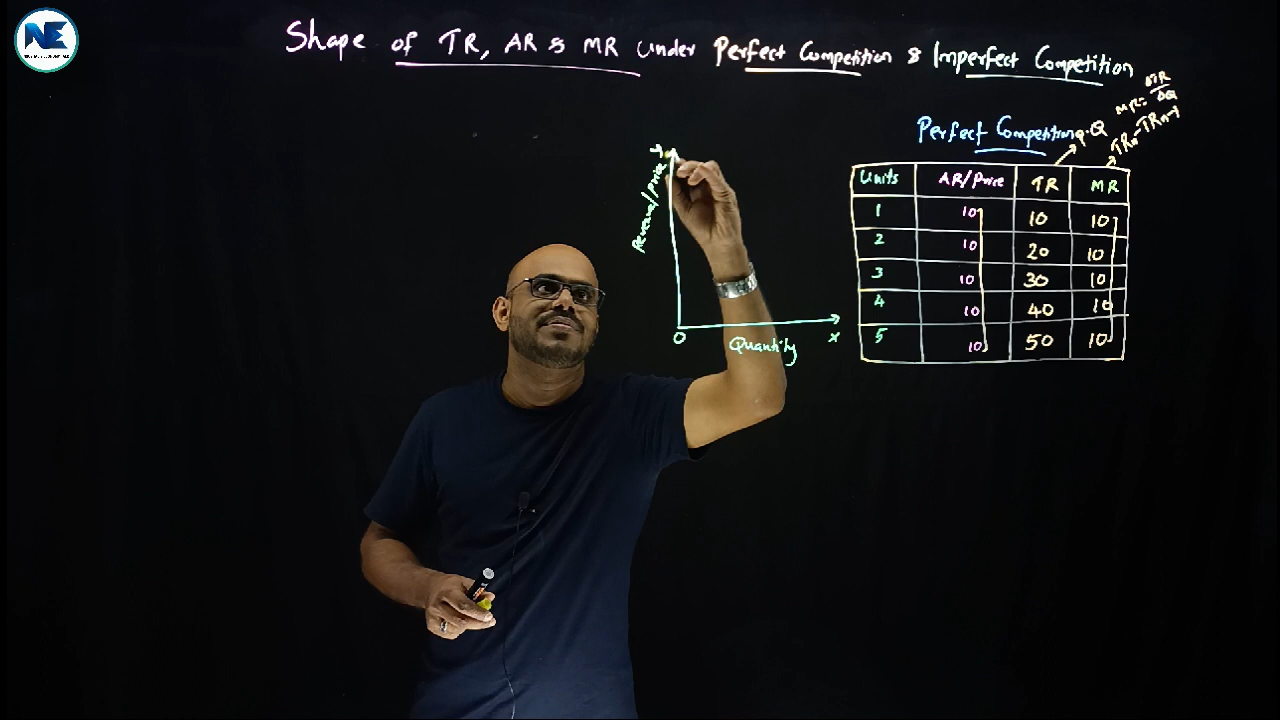 NE
Shape of TR, AR & MR under Perfect Competition & Imperfect Competition
MR = ΔTR/ΔQ
Perfect Competition
P.Q
TRn-TRn-1
Units AR/Price TR MR
1 10 10 10
2 10 20 10
3 10 30 10
4 10 40 10
5 10 50 10
Y
Revenue/price
O
Quantity
X